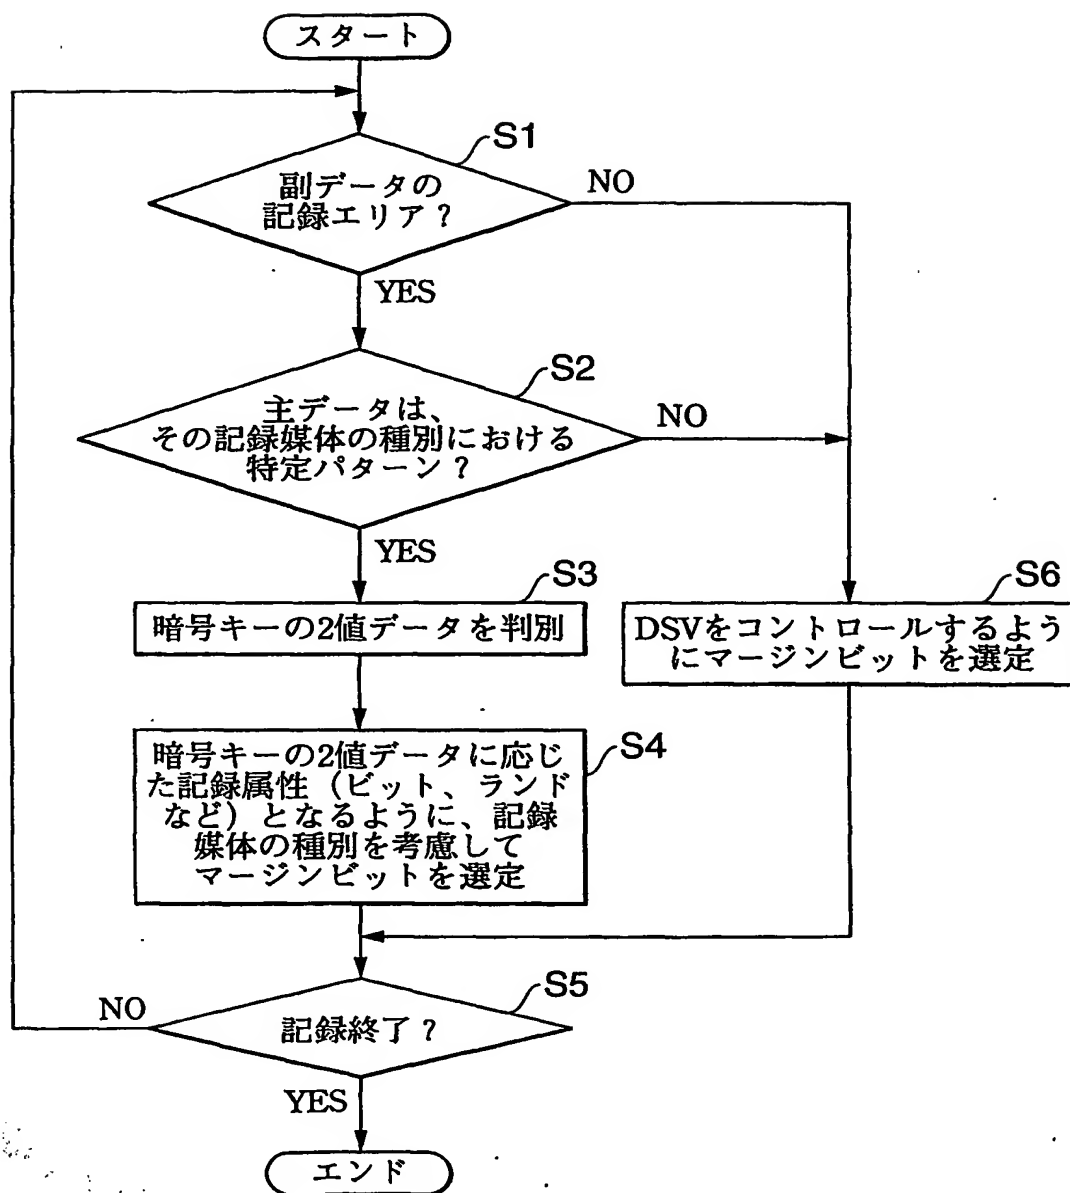 スタート
S1
副データの
記録エリア?
NO
YES
S2
主データは、
その記録媒体の種別における
特定パターン?
NO
YES
S3
暗号キーの2値データを判別
S6
DSVをコントロールするよう
にマージンビットを選定
S4
暗号キーの2値データに応じ
た記録属性(ピット、ランド
など)となるように、記録
媒体の種別を考慮して
マージンビットを選定
S5
NO
記録終了?
YES
エンド